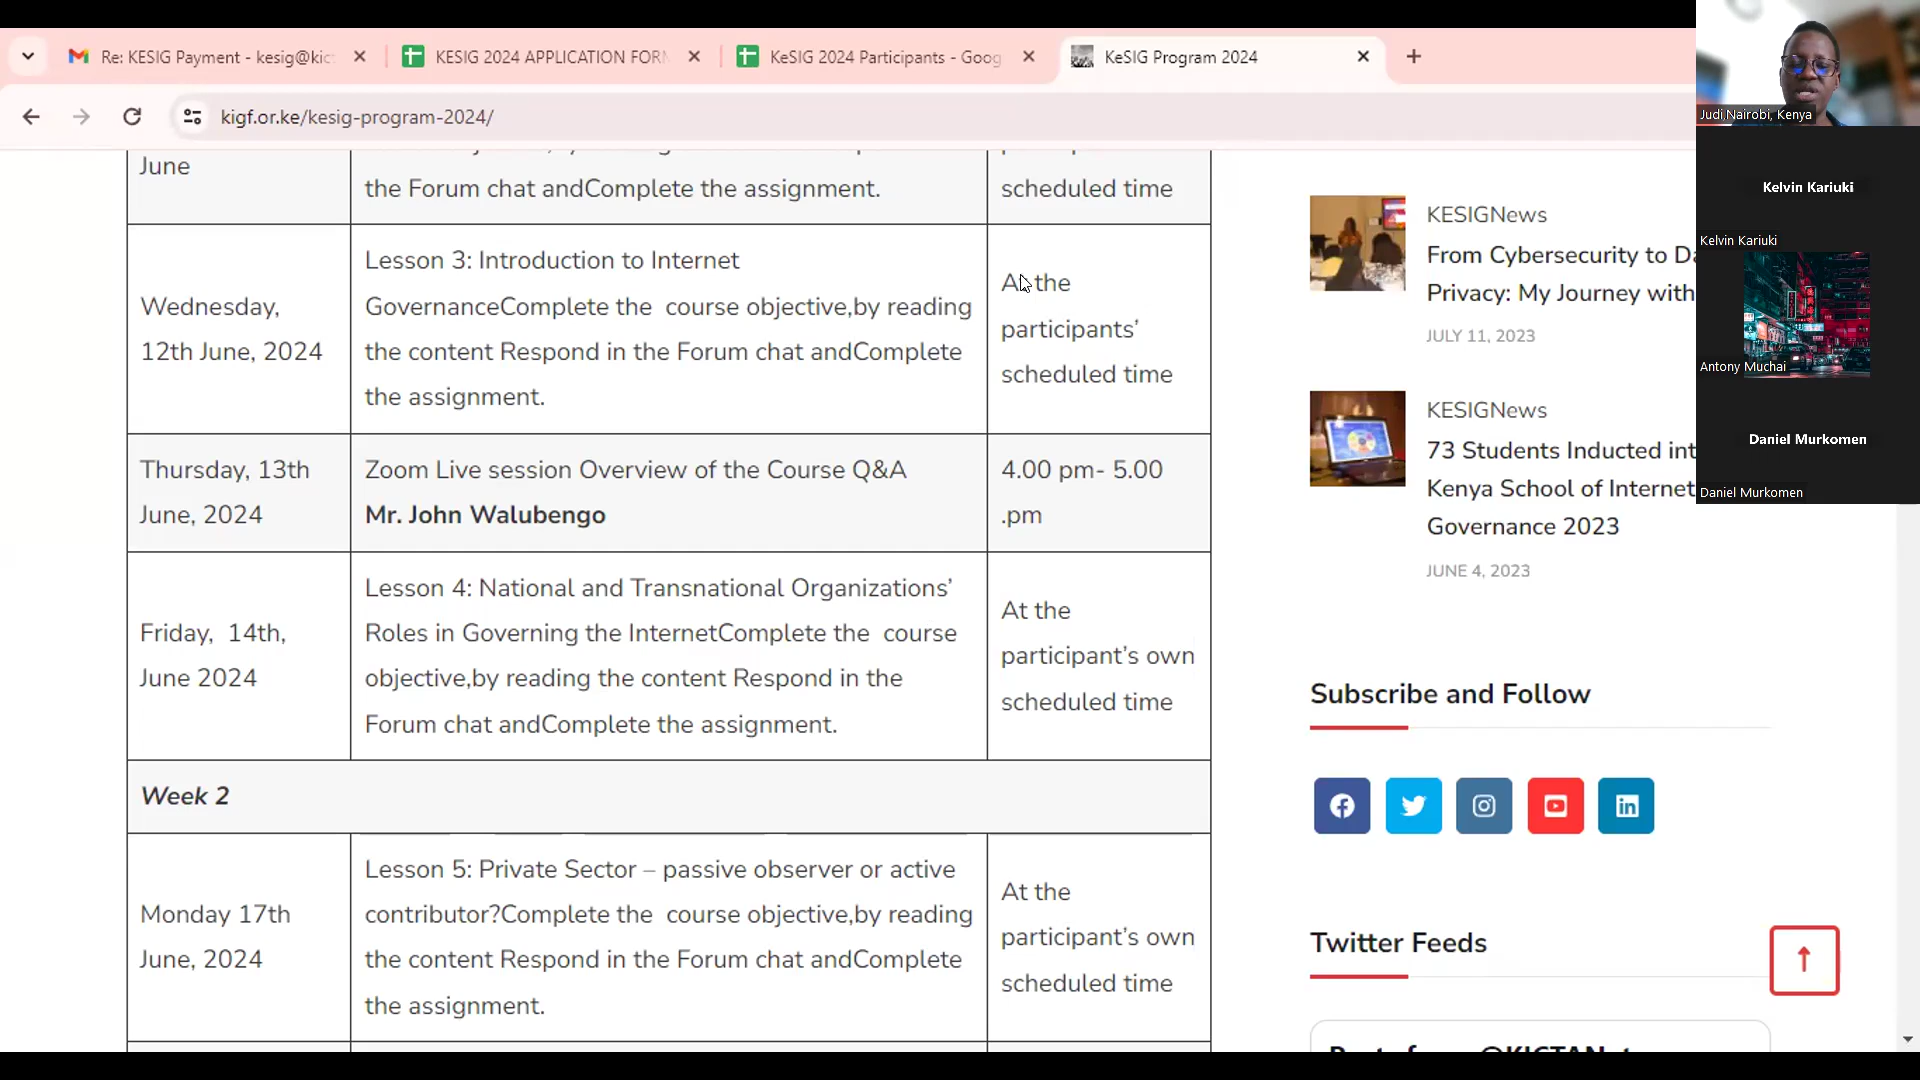 Re: KESIG Payment - kesig@kic
KESIG 2024 APPLICATION FORM
KeSIG 2024 Participants - Goog
KeSIG Program 2024
kigf.or.ke/kesig-program-2024/
June
the Forum chat andComplete the assignment.
scheduled time
Wednesday,
12th June, 2024
Lesson 3: Introduction to Internet
GovernanceComplete the  course objective,by reading
the content Respond in the Forum chat andComplete
the assignment.
At the
participants’
scheduled time
Thursday, 13th
June, 2024
Zoom Live session Overview of the Course Q&A
Mr. John Walubengo
4.00 pm- 5.00
.pm
Friday,  14th,
June 2024
Lesson 4: National and Transnational Organizations’
Roles in Governing the InternetComplete the  course
objective,by reading the content Respond in the
Forum chat andComplete the assignment.
At the
participant’s own
scheduled time
Week 2
Monday 17th
June, 2024
Lesson 5: Private Sector – passive observer or active
contributor?Complete the  course objective,by reading
the content Respond in the Forum chat andComplete
the assignment.
At the
participant’s own
scheduled time
KESIGNews
From Cybersecurity to Da
Privacy: My Journey with
JULY 11, 2023
KESIGNews
73 Students Inducted int
Kenya School of Internet
Governance 2023
JUNE 4, 2023
Subscribe and Follow
Twitter Feeds
Judi,Nairobi, Kenya
Kelvin Kariuki
Kelvin Kariuki
Antony Muchai
Daniel Murkomen
Daniel Murkomen